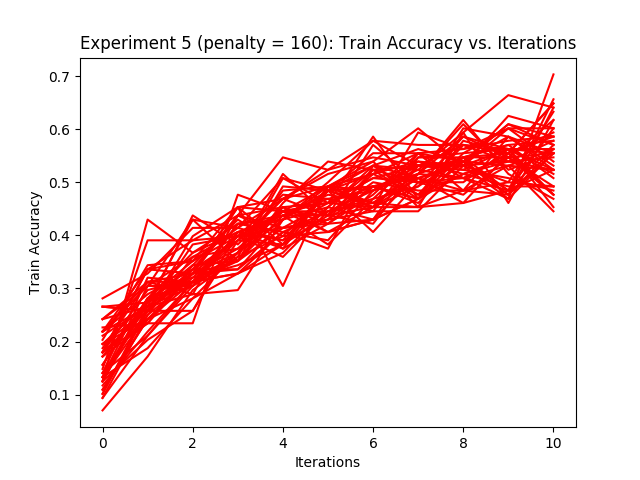 Experiment 5 (penalty = 160): Train Accuracy vs. Iterations
0.7
0.6
0.5
0.4
0.3
0.2
0.1
Train Accuracy
0 2 4 6 8 10
Iterations